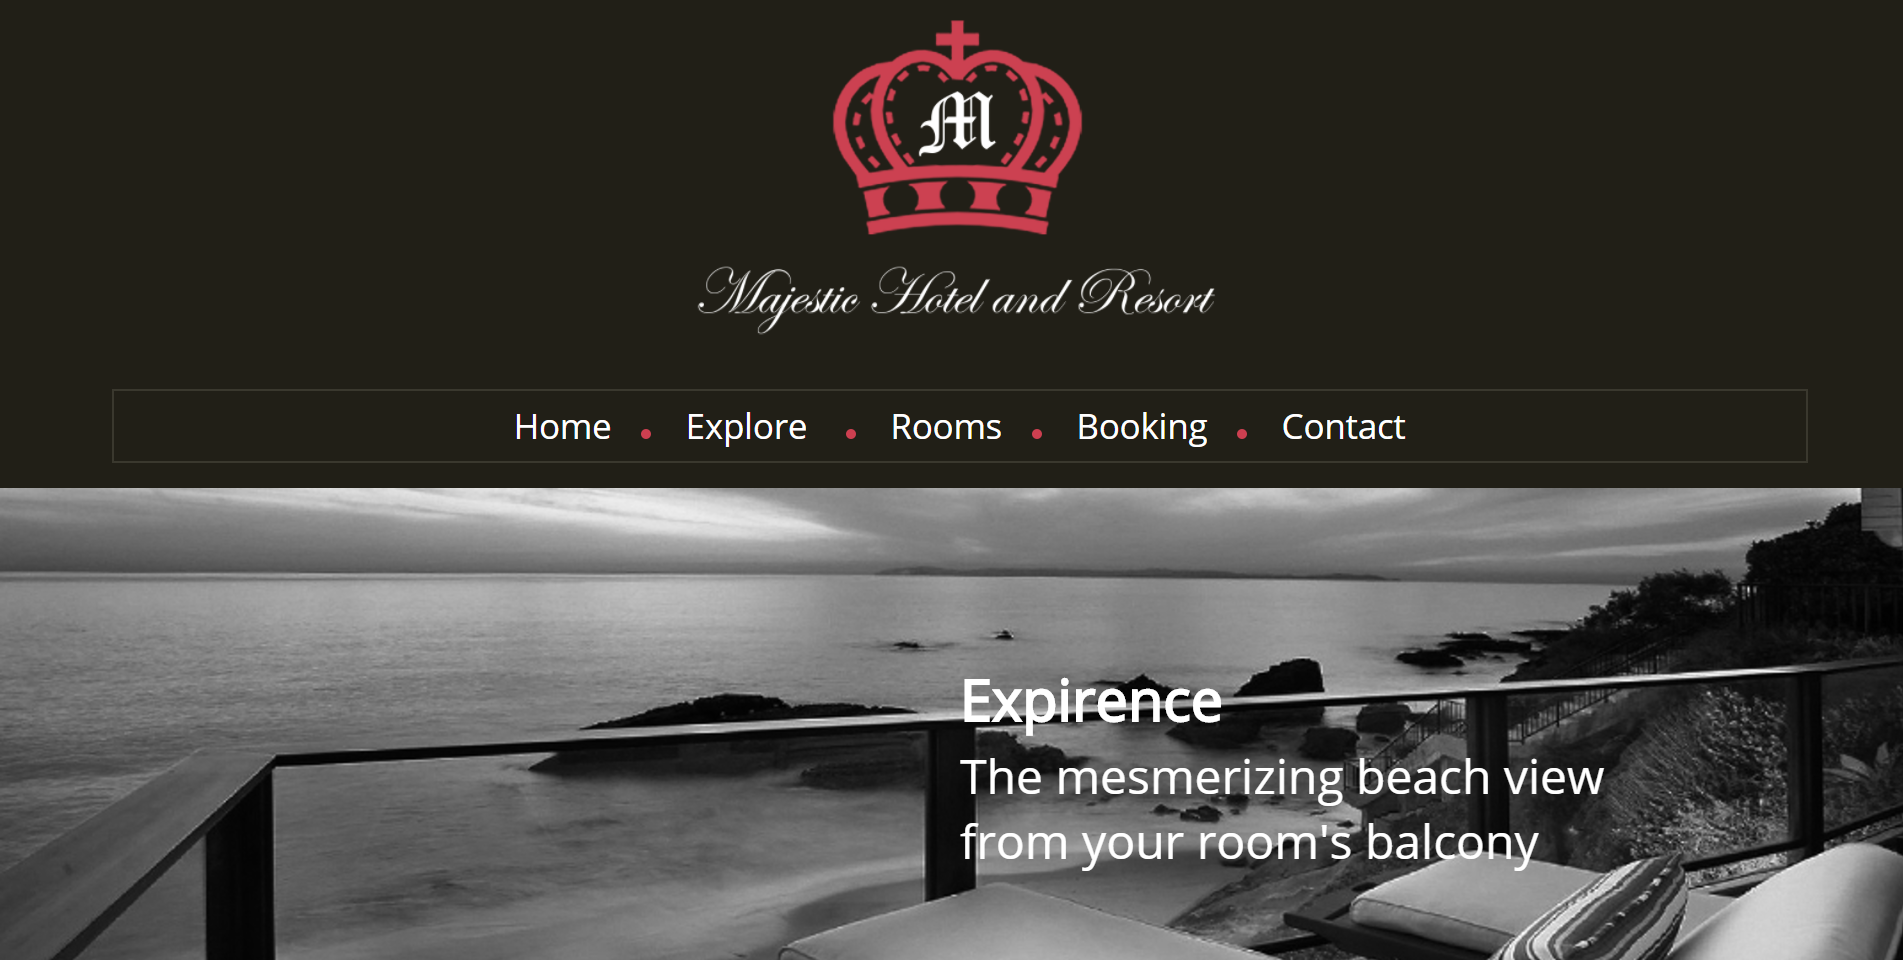 M
Majestic Hotel and Resort
Home • Explore • Rooms • Booking • Contact
Expirence
The mesmerizing beach view
from your room's balcony